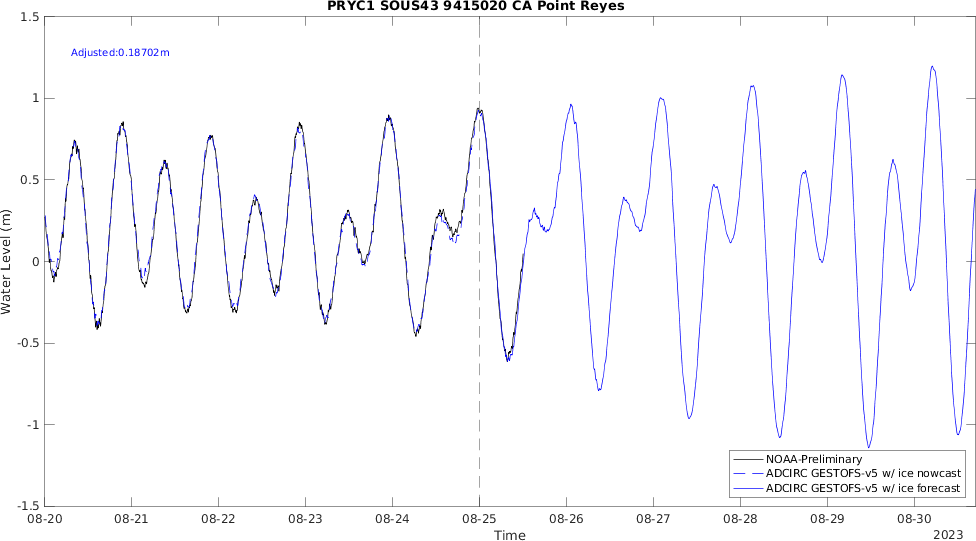 PRYC1 SOUS43 9415020 CA Point Reyes
Adjusted:0.18702m
1.5
1
0.5
0
-0.5
-1
-1.5
Water Level (m)
NOAA-Preliminary
ADCIRC GESTOFS-v5 w/ ice nowcast
ADCIRC GESTOFS-v5 w/ ice forecast
08-20 08-21 08-22 08-23 08-24 08-25 08-26 08-27 08-28 08-29 08-30
Time
2023